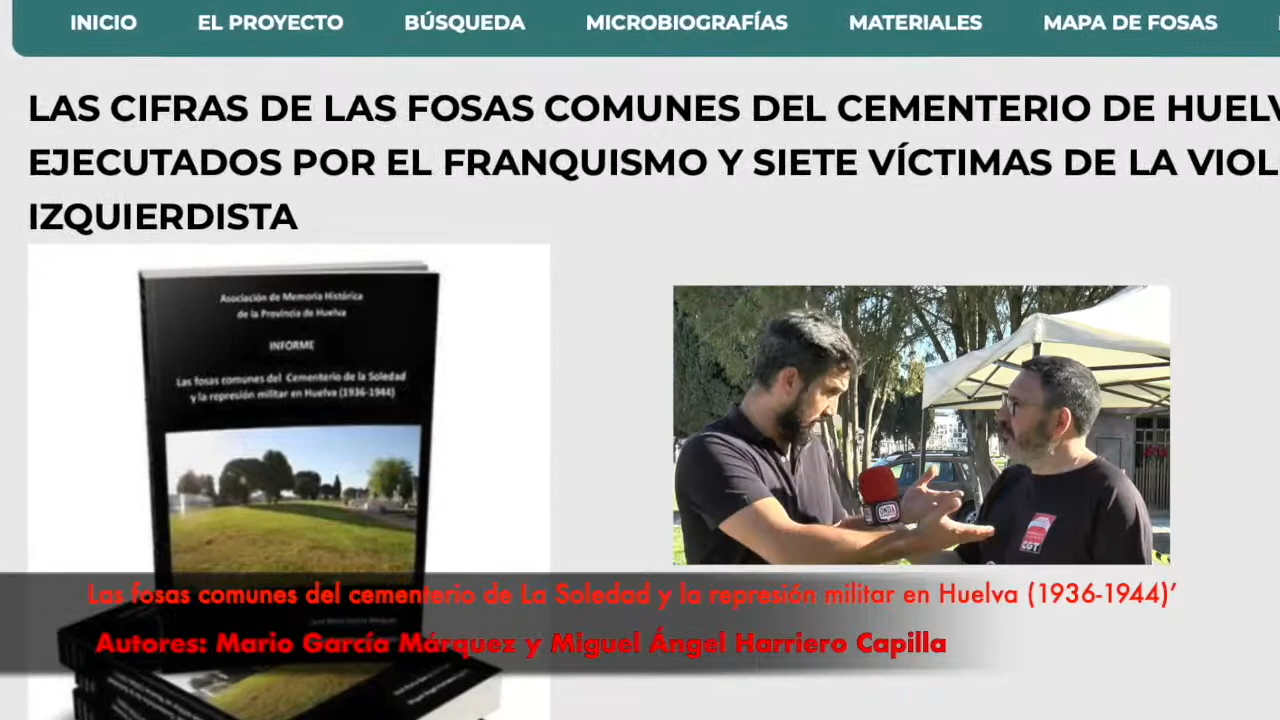 INICIO EL PROYECTO BÚSQUEDA MICROBIOGRAFÍAS MATERIALES MAPA DE FOSAS
LAS CIFRAS DE LAS FOSAS COMUNES DEL CEMENTERIO DE HUELV
EJECUTADOS POR EL FRANQUISMO Y SIETE VÍCTIMAS DE LA VIOL
IZQUIERDISTA
Asociación de Memoria Histórica
de la Provincia de Huelva
INFORME
Las fosas comunes del Cementerio de la Soledad
y la represión militar en Huelva (1936-1944)
ONDA
CGT
Las fosas comunes del cementerio de La Soledad y la represión militar en Huelva (1936-1944)’
Autores: Mario García Márquez y Miguel Ángel Harriero Capilla